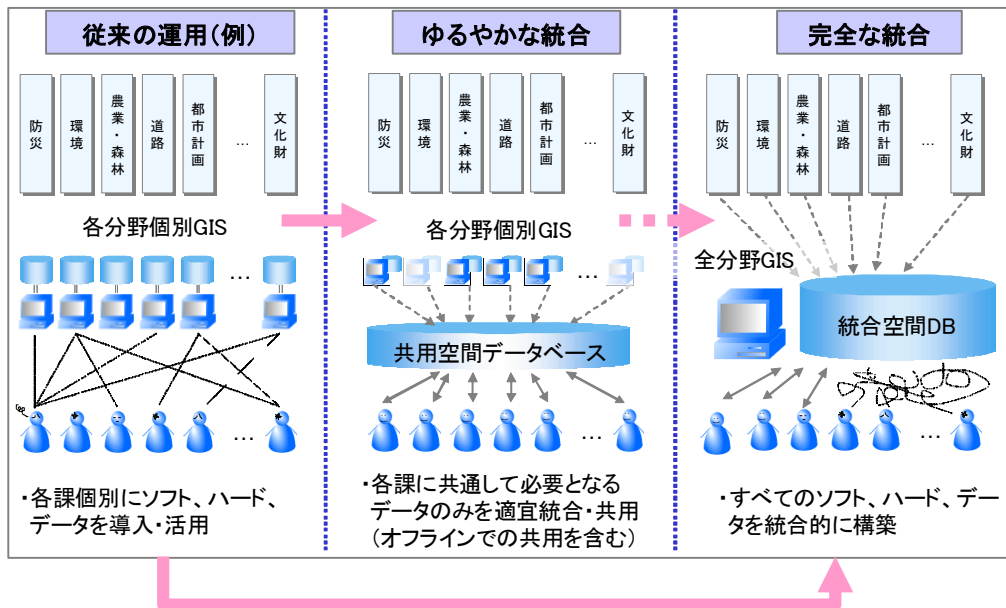 従来の運用(例)
防災
環境
農業・森林
道路
都市計画
…
文化財
各分野個別GIS
…
…
・各課個別にソフト、ハード、
データを導入・活用
ゆるやかな統合
防災
環境
農業・森林
道路
都市計画
…
文化財
各分野個別GIS
…
共用空間データベース
…
・各課に共通して必要となる
データのみを適宜統合・共用
(オフラインでの共用を含む)
完全な統合
防災
環境
農業・森林
道路
都市計画
…
文化財
全分野GIS
統合空間DB
…
・すべてのソフト、ハード、デー
タを統合的に構築